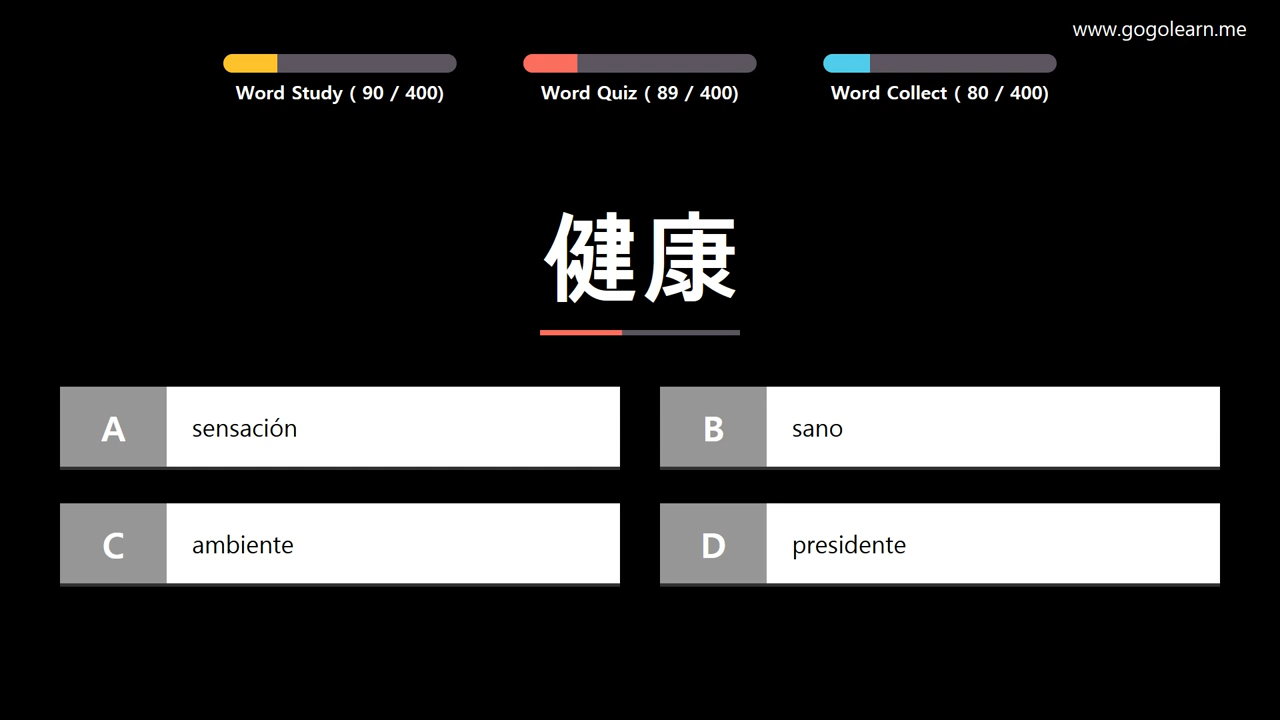 www.gogolearn.me
Word Study ( 90 / 400)
Word Quiz ( 89 / 400)
Word Collect ( 80 / 400)
健康
A sensación
B sano
C ambiente
D presidente